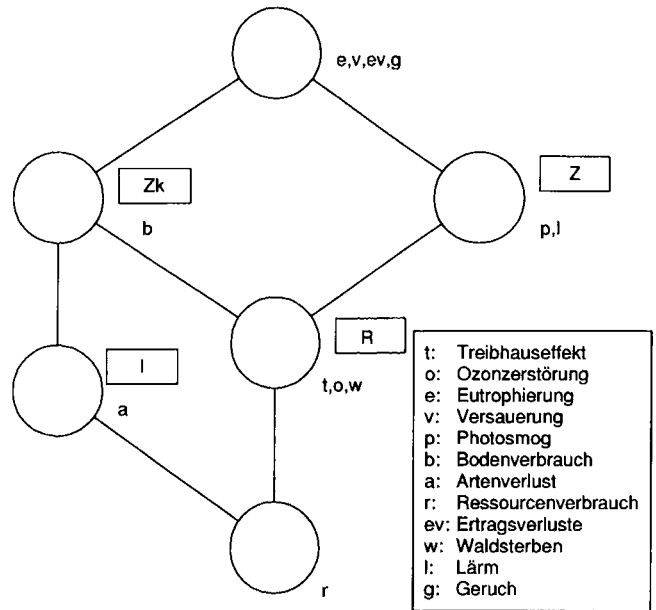 e,v,ev,g
Zk
b
Z
p,l
R
t,o,w
I
a
r
t: Treibhauseffekt
o: Ozonzerstörung
e: Eutrophierung
v: Versauerung
p: Photosmog
b: Bodenverbrauch
a: Artenverlust
r: Ressourcenverbrauch
ev: Ertragsverluste
w: Waldsterben
l: Lärm
g: Geruch